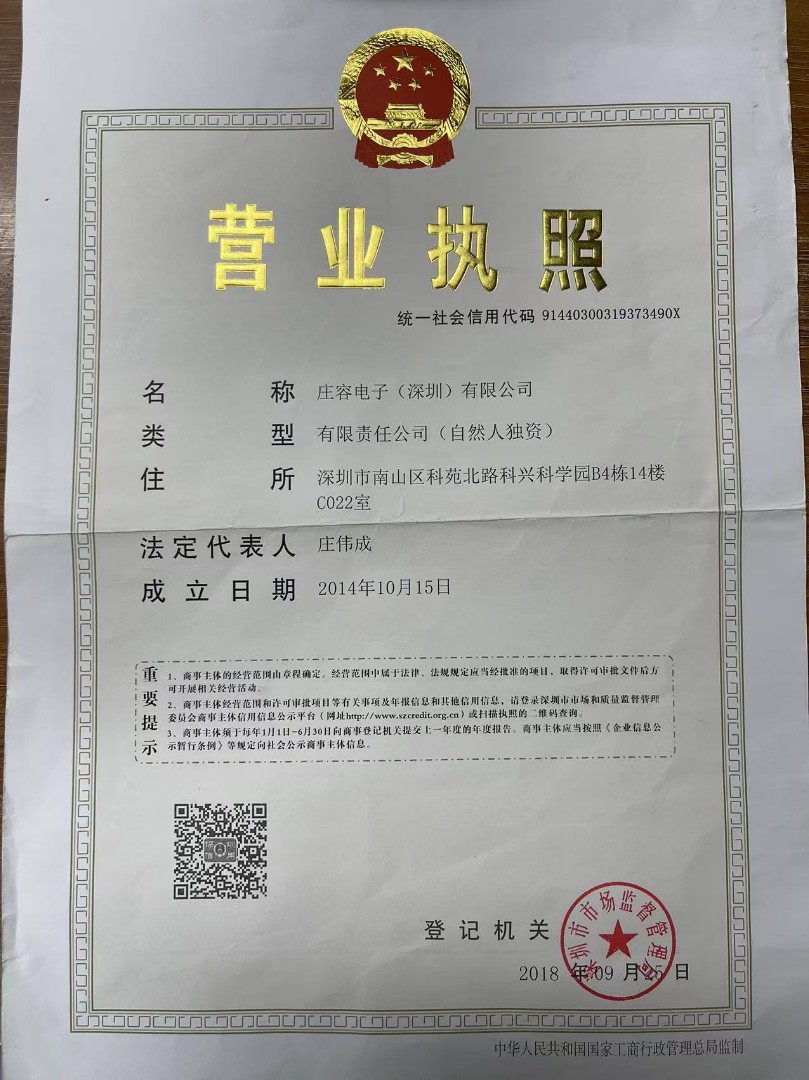 营业执照
统一社会信用代码 91440300319373490X
名称 庄容电子（深圳）有限公司
类型 有限责任公司（自然人独资）
住所 深圳市南山区科苑北路科兴科学园B4栋14楼
C022室
法定代表人 庄伟成
成立日期 2014年10月15日
重要提示
1、商事主体的经营范围由章程确定。经营范围中属于法律、法规规定应当经批准的项目，取得许可审批文件后方
可开展相关经营活动。
2、商事主体经营范围和许可审批项目等有关事项及年报信息和其他信用信息，请登录深圳市市场和质量监督管理
委员会商事主体信用信息公示平台（网址http://www.szcredit.org.cn）或扫描执照的二维码查询。
3、商事主体须于每年1月1日-6月30日向商事登记机关提交上一年度的年度报告。商事主体应当按照《企业信息公
示暂行条例》等规定向社会公示商事主体信息。
深圳
信用
登记机关
深圳市市场监督管理局
2018 年 09 月 25 日
中华人民共和国国家工商行政管理总局监制